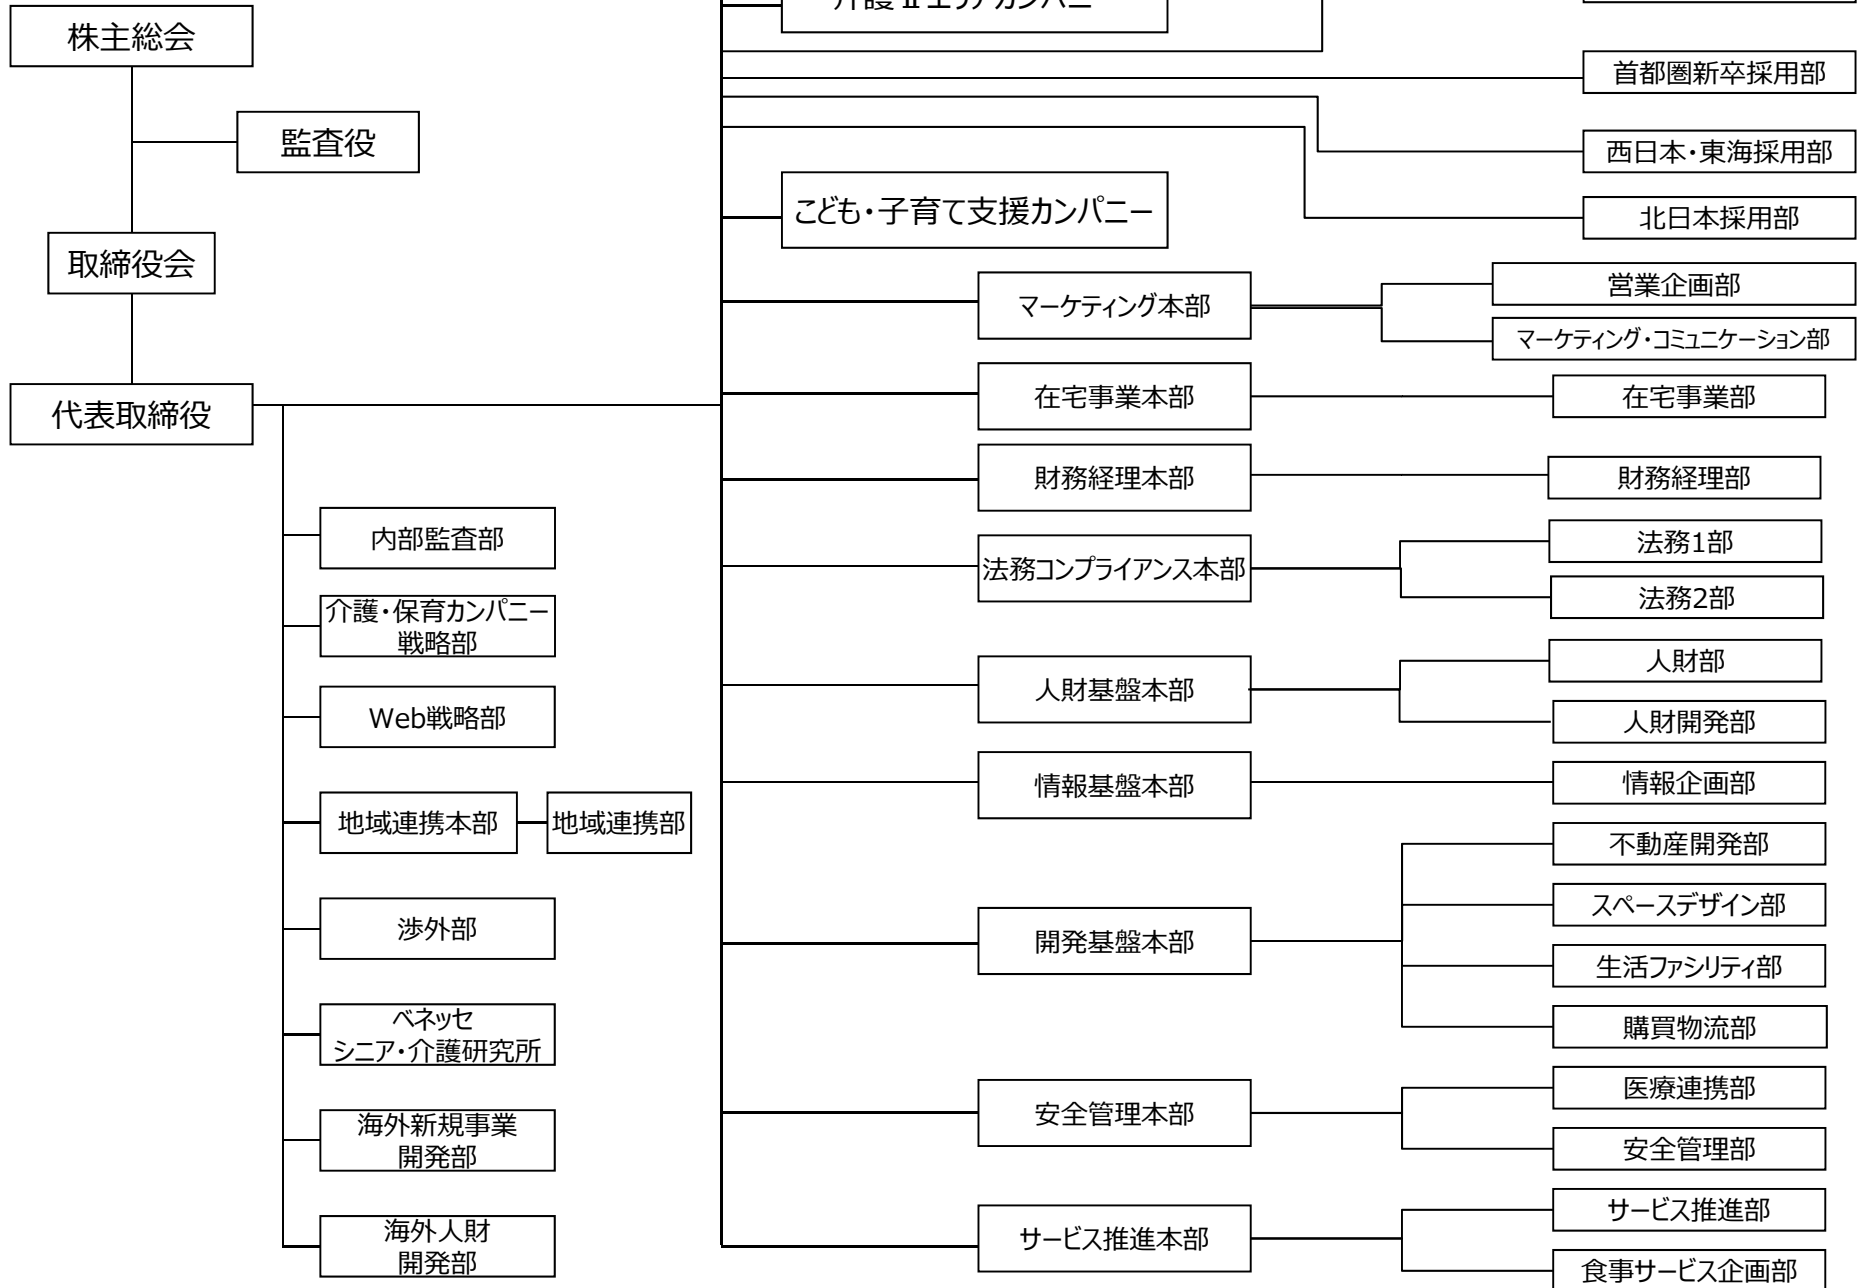 介護Ⅱエリアカンパニー
株主総会
監査役
取締役会
代表取締役
内部監査部
介護・保育カンパニー
戦略部
Web戦略部
地域連携本部
地域連携部
渉外部
ベネッセ
シニア・介護研究所
海外新規事業
開発部
海外人財
開発部
首都圏新卒採用部
西日本・東海採用部
北日本採用部
こども・子育て支援カンパニー
マーケティング本部
営業企画部
マーケティング・コミュニケーション部
在宅事業本部
在宅事業部
財務経理本部
財務経理部
法務コンプライアンス本部
法務1部
法務2部
人財基盤本部
人財部
人財開発部
情報基盤本部
情報企画部
開発基盤本部
不動産開発部
スペースデザイン部
生活ファシリティ部
購買物流部
安全管理本部
医療連携部
安全管理部
サービス推進本部
サービス推進部
食事サービス企画部